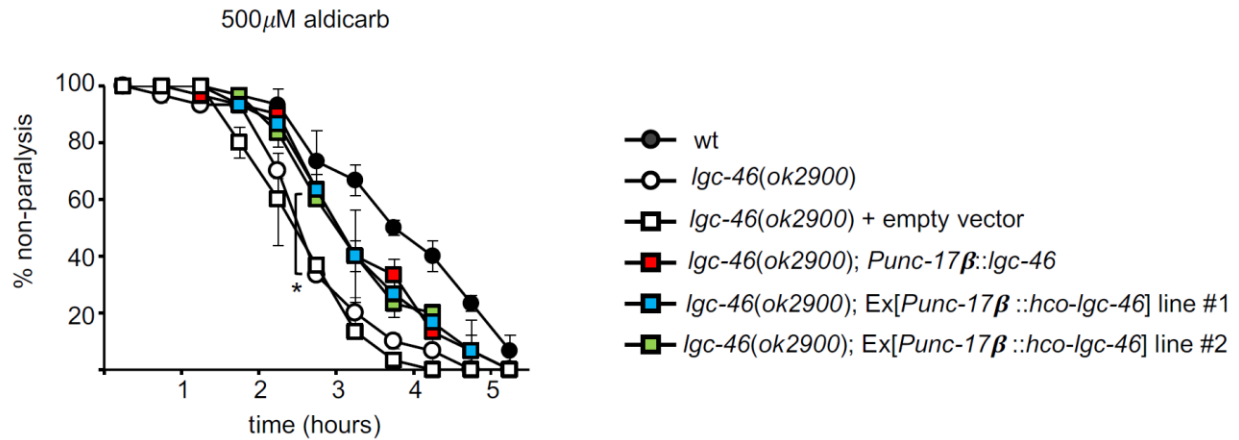 500μM aldicarb
% non-paralysis
100
80
60
40
20
*
1 2 3 4 5
time (hours)
wt
lgc-46(ok2900)
lgc-46(ok2900) + empty vector
lgc-46(ok2900); Punc-17β::lgc-46
lgc-46(ok2900); Ex[Punc-17β ::hco-lgc-46] line #1
lgc-46(ok2900); Ex[Punc-17β ::hco-lgc-46] line #2